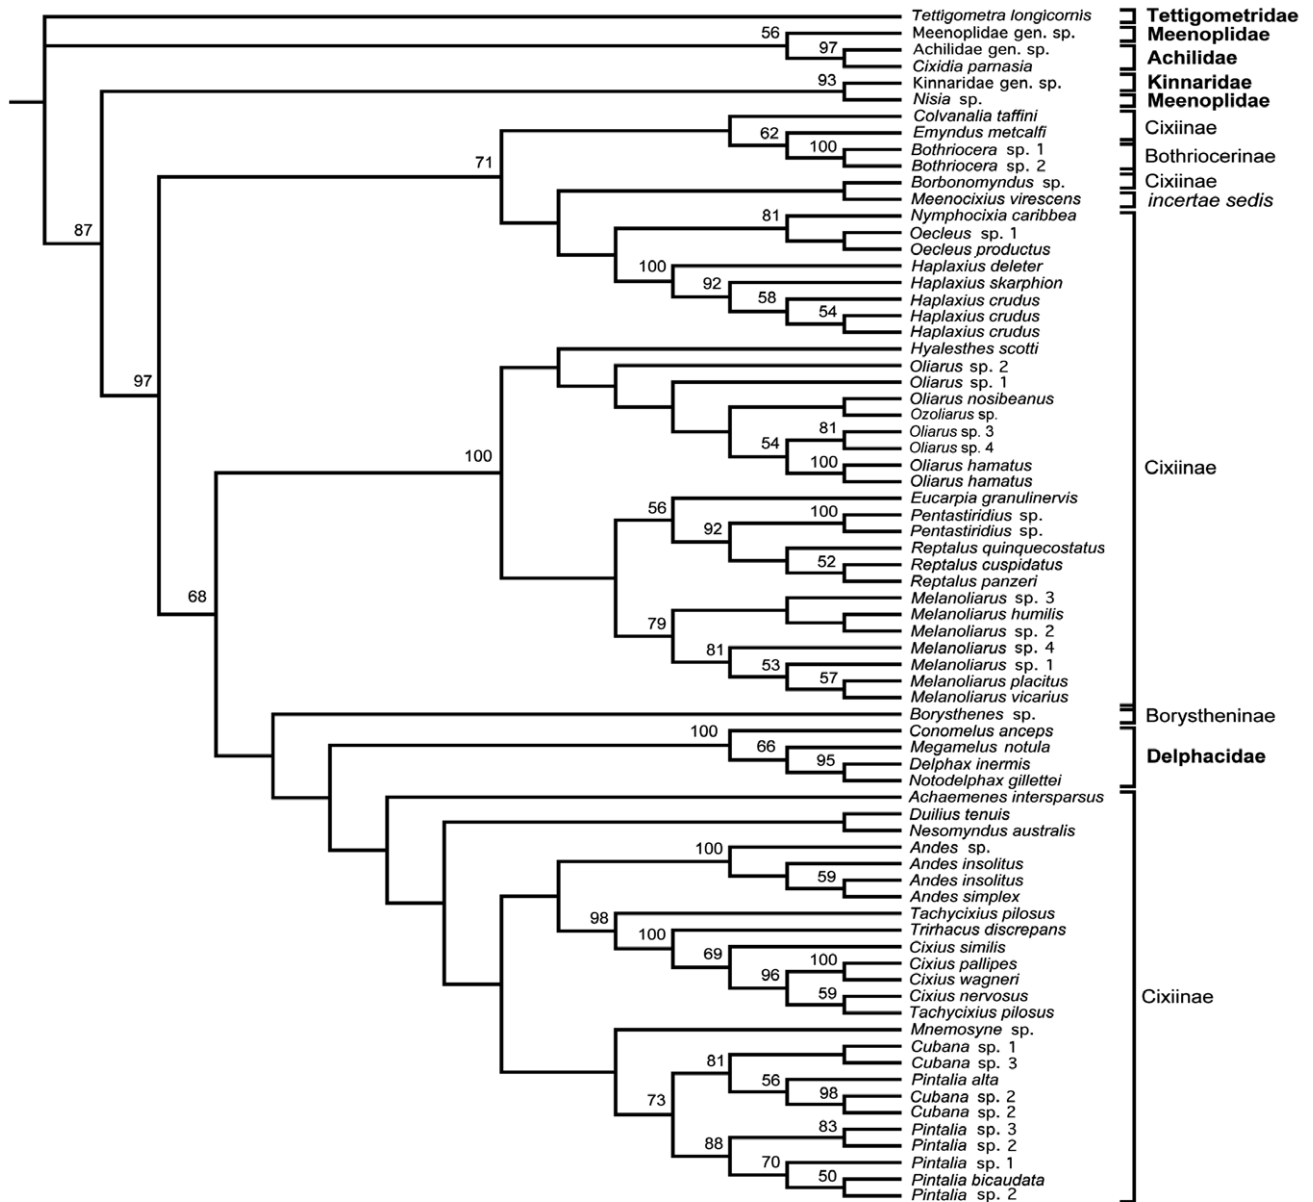 Tettigometra longicornis Tettigometridae
56 Meenoplidae gen. sp. Meenoplidae
97 Achilidae gen. sp.
Achilidae
Cixidia parnasia
93 Kinnaridae gen. sp. Kinnaridae
Nisia sp. Meenoplidae
Colvanalia taffini
62 Emyndus metcalfi Cixiinae
100 Bothriocera sp. 1
71 Bothriocera sp. 2 Bothriocerinae
Borbonomyndus sp. Cixiinae
Meenocixius virescens incertae sedis
81 Nymphocixia caribbea
87 Oecleus sp. 1
Oecleus productus
100 Haplaxius deleter
92 Haplaxius skarphion
58 Haplaxius crudus
54 Haplaxius crudus
Haplaxius crudus
Hyalesthes scotti
Oliarus sp. 2
97 Oliarus sp. 1
Oliarus nosibeanus
Ozoliarus sp.
81 Oliarus sp. 3
54 Oliarus sp. 4
100 100 Oliarus hamatus
Cixiinae
Oliarus hamatus
56 Eucarpia granulinervis
100 Pentastiridius sp.
92 Pentastiridius sp.
Reptalus quinquecostatus
52 Reptalus cuspidatus
Reptalus panzeri
68 Melanoliarus sp. 3
Melanoliarus humilis
79 Melanoliarus sp. 2
81 Melanoliarus sp. 4
53 Melanoliarus sp. 1
57 Melanoliarus placitus
Melanoliarus vicarius
Borysthenes sp. Borystheninae
100 Conomelus anceps
66 Megamelus notula
Delphacidae
95 Delphax inermis
Notodelphax gillettei
Achaemenes intersparsus
Duilius tenuis
Nesomyndus australis
100 Andes sp.
Andes insolitus
59 Andes insolitus
Andes simplex
98 Tachycixius pilosus
100 Trirhacus discrepans
69 Cixius similis
100 Cixius pallipes
96 Cixius wagneri
59 Cixius nervosus Cixiinae
Tachycixius pilosus
Mnemosyne sp.
Cubana sp. 1
81 Cubana sp. 3
56 Pintalia alta
98 Cubana sp. 2
73 Cubana sp. 2
83 Pintalia sp. 3
88 Pintalia sp. 2
70 Pintalia sp. 1
50 Pintalia bicaudata
Pintalia sp. 2